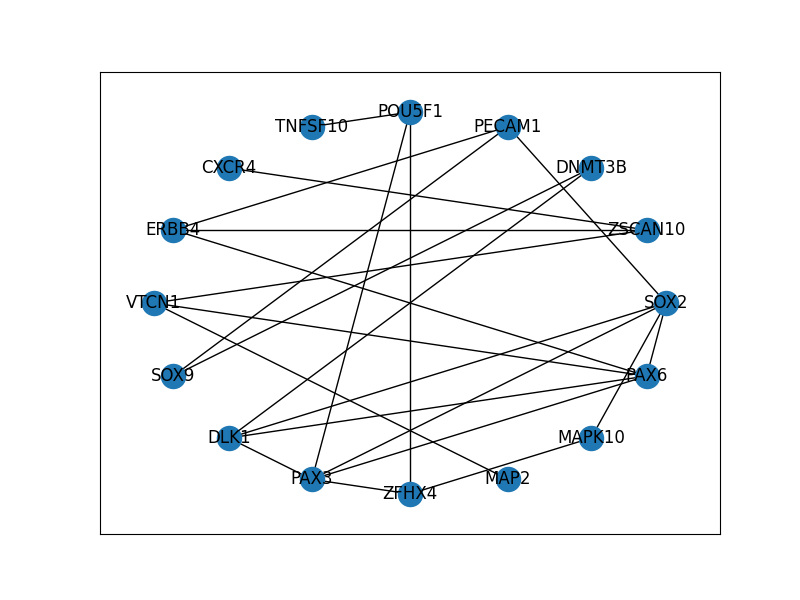 POU5F1
TNFSF10
PECAM1
CXCR4
DNMT3B
ERBB4
ZSCAN10
VTCN1
SOX2
SOX9
PAX6
DLK1
MAPK10
PAX3
MAP2
ZFHX4